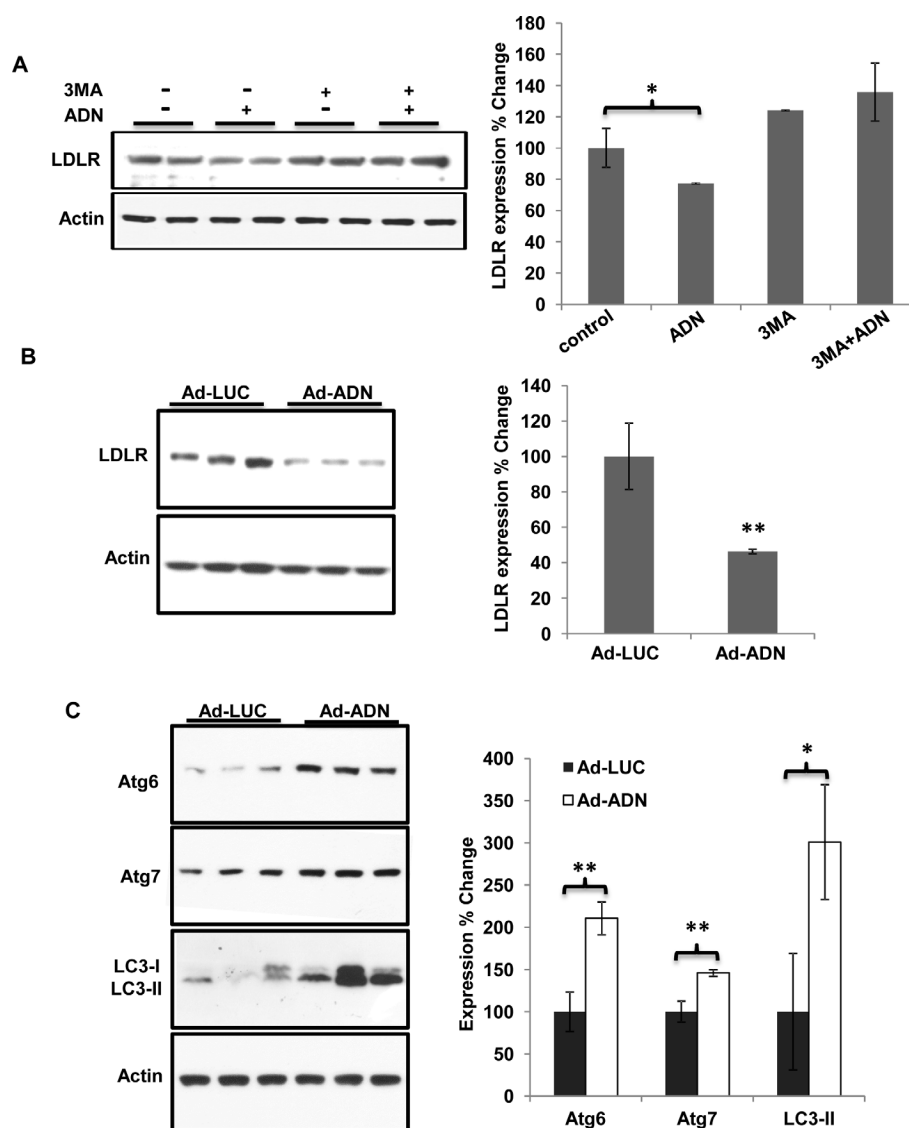 A
3MA - - + +
ADN - + - +
LDLR
Actin
LDLR expression % Change
180
160
140
120
100
80
60
40
20
0
*
control ADN 3MA 3MA+ADN
B
Ad-LUC Ad-ADN
LDLR
Actin
LDLR expression % Change
140
120
100
80
60
40
20
0
**
Ad-LUC Ad-ADN
C
Ad-LUC Ad-ADN
Atg6
Atg7
LC3-I
LC3-II
Actin
Expression % Change
400
350
300
250
200
150
100
50
0
Ad-LUC
Ad-ADN
**
**
*
Atg6 Atg7 LC3-II